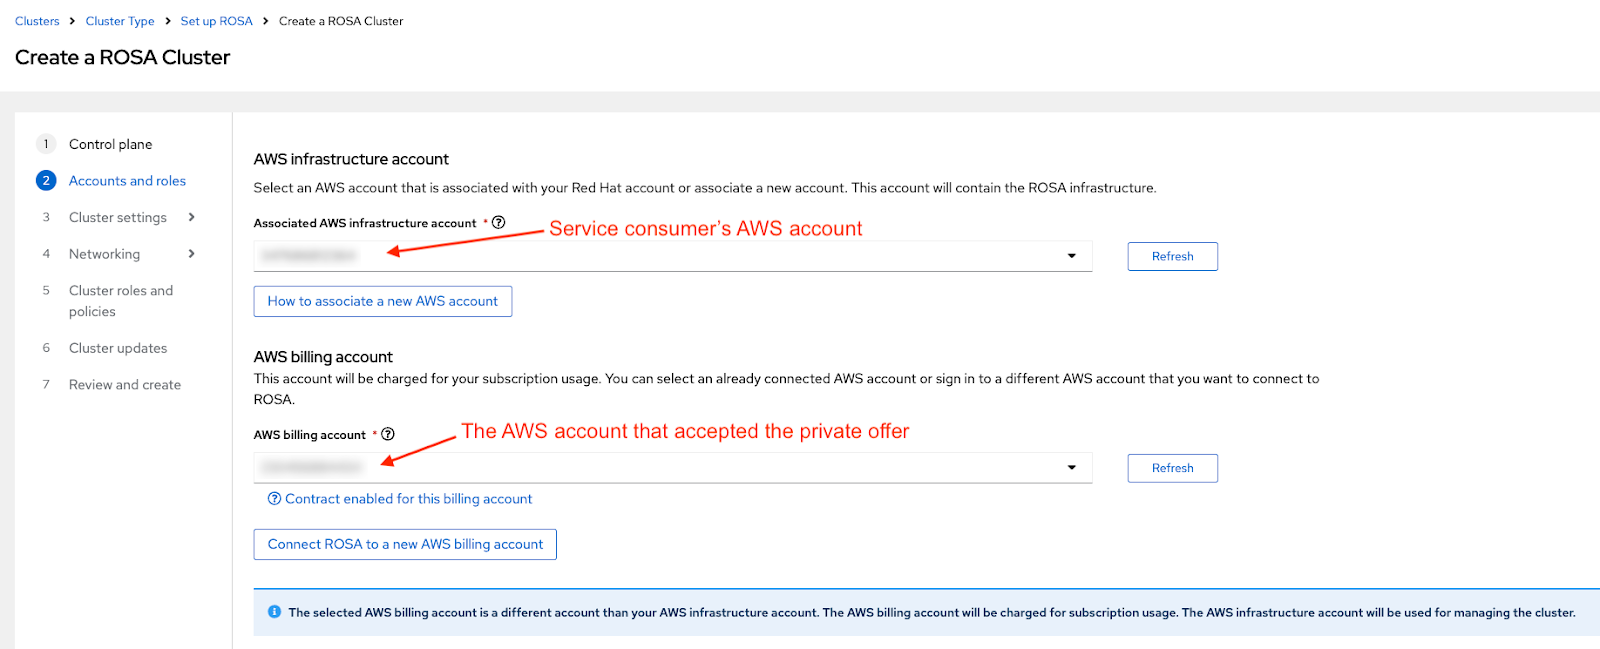 Clusters > Cluster Type > Set up ROSA > Create a ROSA Cluster
Create a ROSA Cluster
1 Control plane
2 Accounts and roles
3 Cluster settings >
4 Networking >
5 Cluster roles and
policies
6 Cluster updates
7 Review and create
AWS infrastructure account
Select an AWS account that is associated with your Red Hat account or associate a new account. This account will contain the ROSA infrastructure.
Associated AWS infrastructure account *
Service consumer's AWS account
Refresh
How to associate a new AWS account
AWS billing account
This account will be charged for your subscription usage. You can select an already connected AWS account or sign in to a different AWS account that you want to connect to
ROSA.
AWS billing account *
The AWS account that accepted the private offer
Refresh
Contract enabled for this billing account
Connect ROSA to a new AWS billing account
The selected AWS billing account is a different account than your AWS infrastructure account. The AWS billing account will be charged for subscription usage. The AWS infrastructure account will be used for managing the cluster.